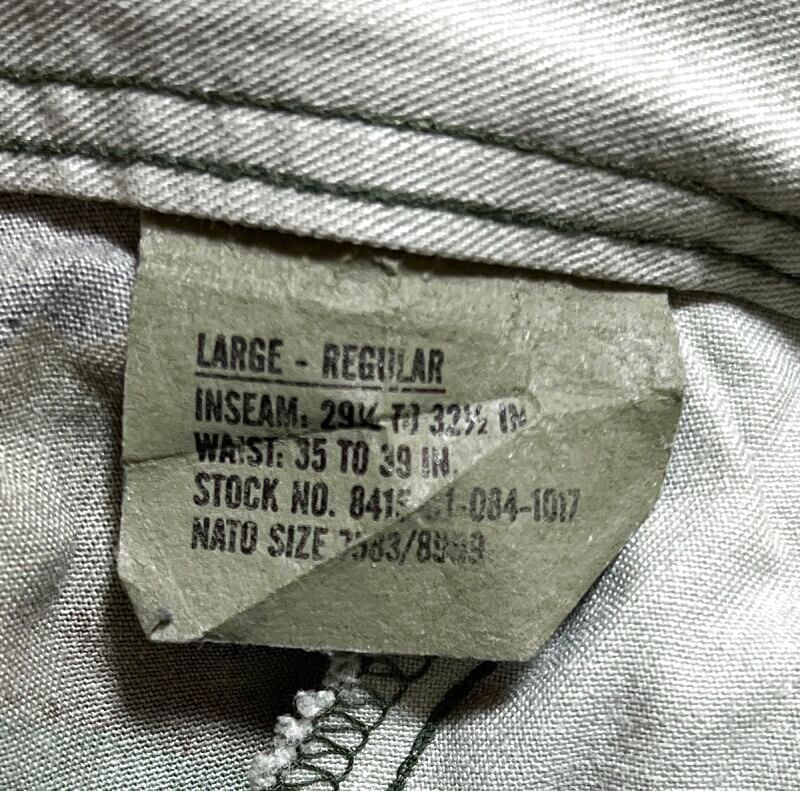 LARGE - REGULAR
INSEAM: 29½ TO 32½ IN
WAIST: 35 TO 39 IN.
STOCK NO. 8415-01-084-1017
NATO SIZE